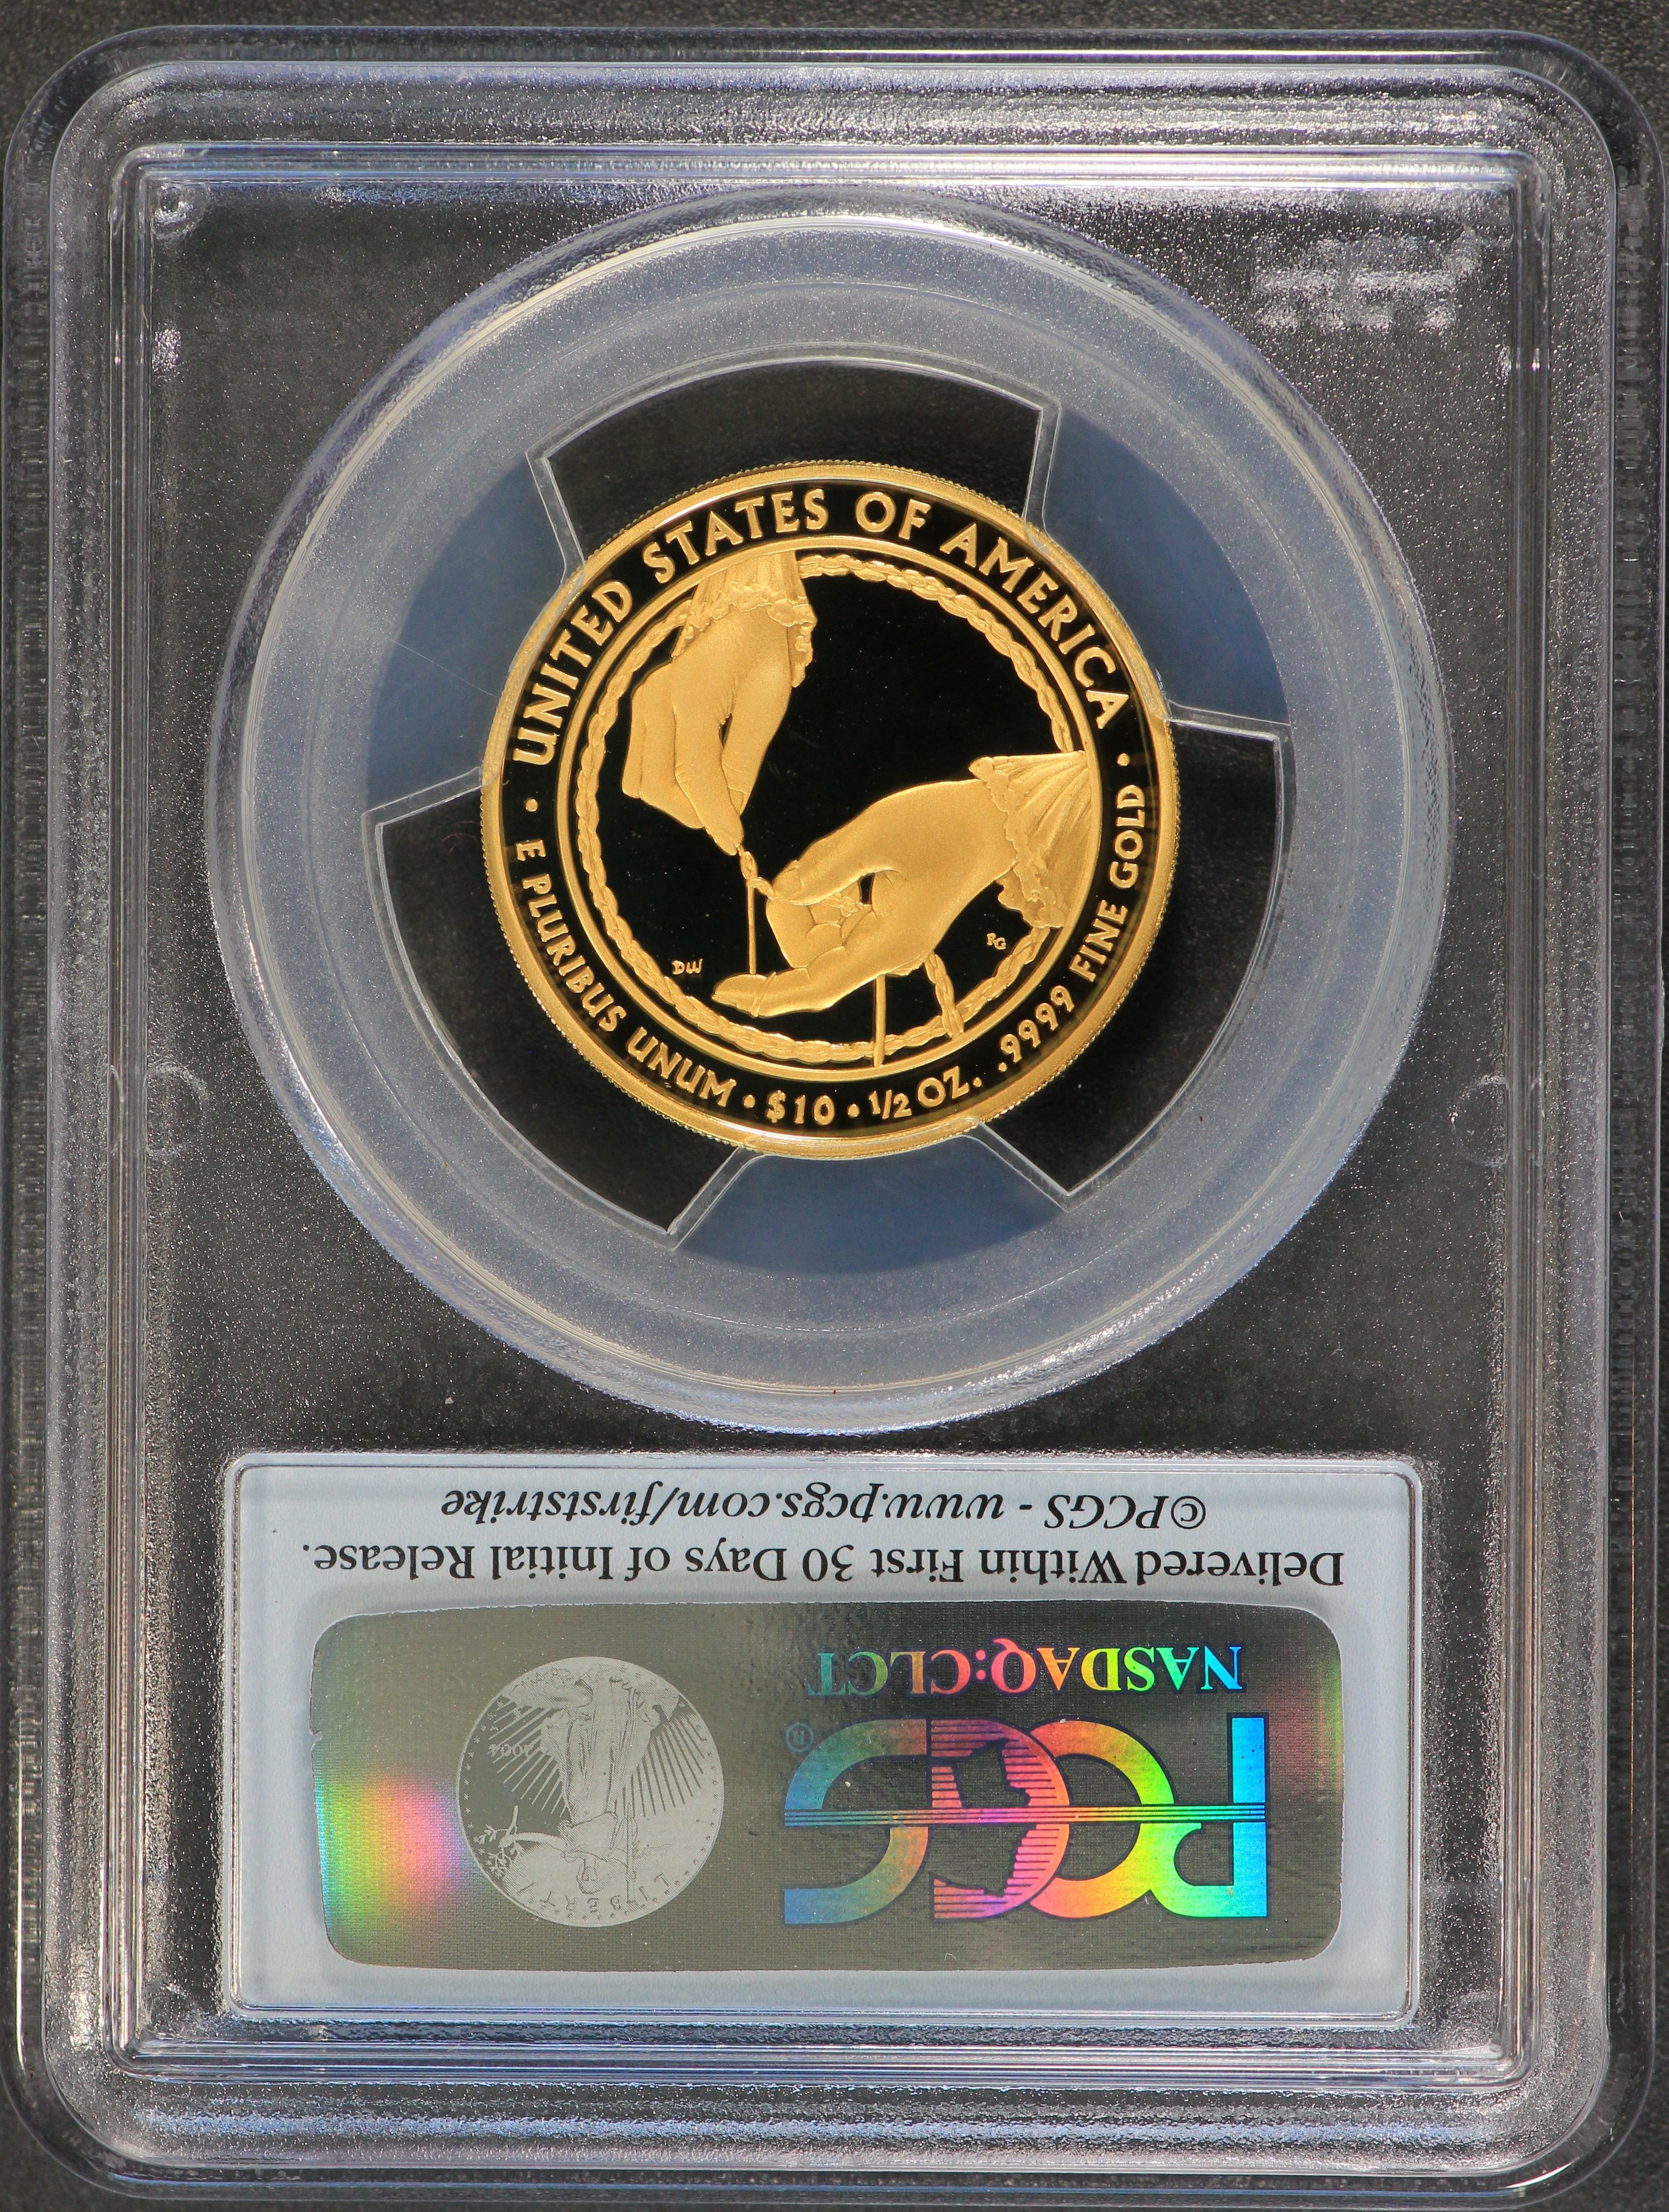 · UNITED STATES OF AMERICA ·
E PLURIBUS UNUM · $10 · 1/2 OZ. .9999 FINE GOLD
DW
PG
LIBERTY
2004
NASDAQ:CLCT
PCGS®
Delivered Within First 30 Days of Initial Release.
©PCGS - www.pcgs.com/firststrike